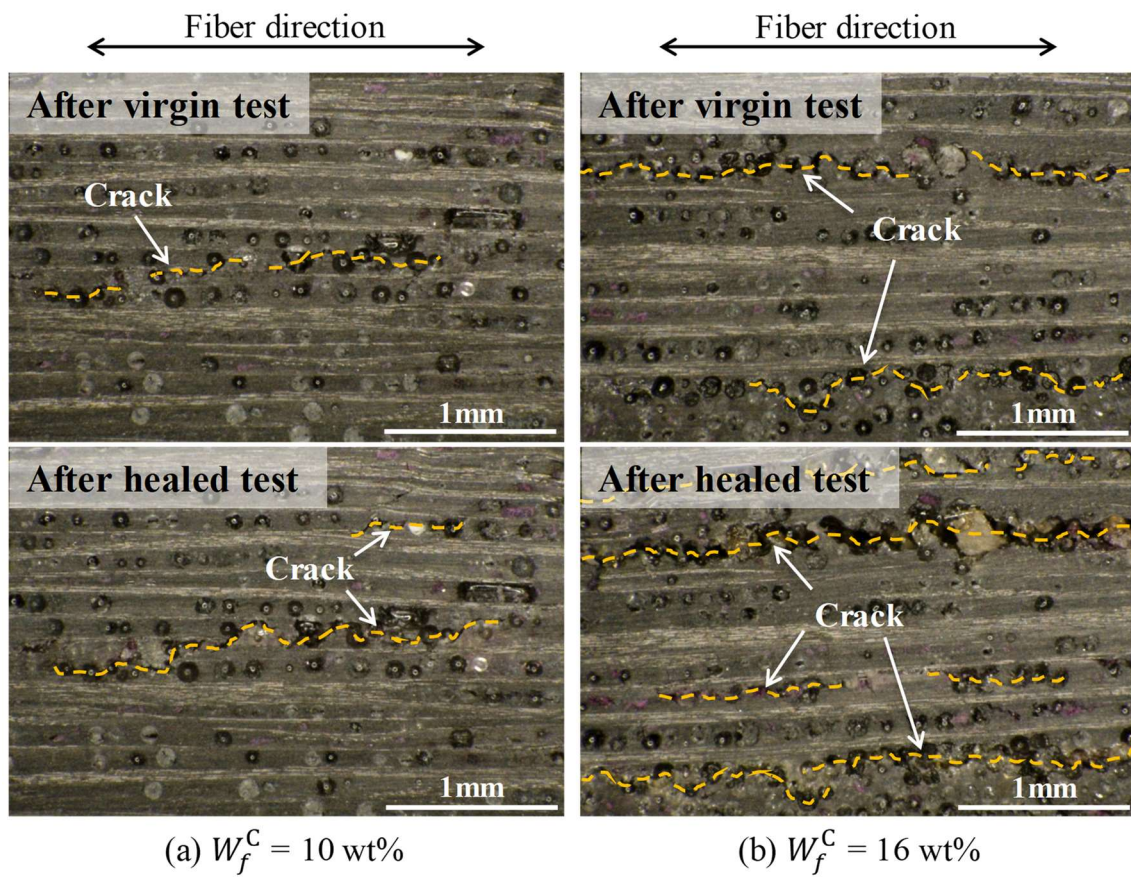 Fiber direction
Fiber direction
After virgin test
Crack
1mm
After virgin test
Crack
1mm
After healed test
Crack
1mm
After healed test
Crack
1mm
(a) W_f^C = 10 wt%
(b) W_f^C = 16 wt%